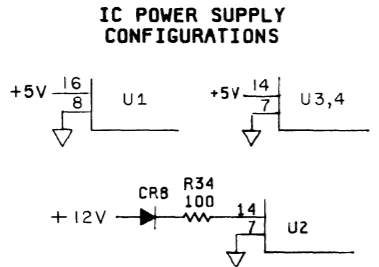 IC POWER SUPPLY
CONFIGURATIONS
+5V 16
8
U1
+5V 14
7
U3,4
CR8
R34
100
+12V
14
7
U2